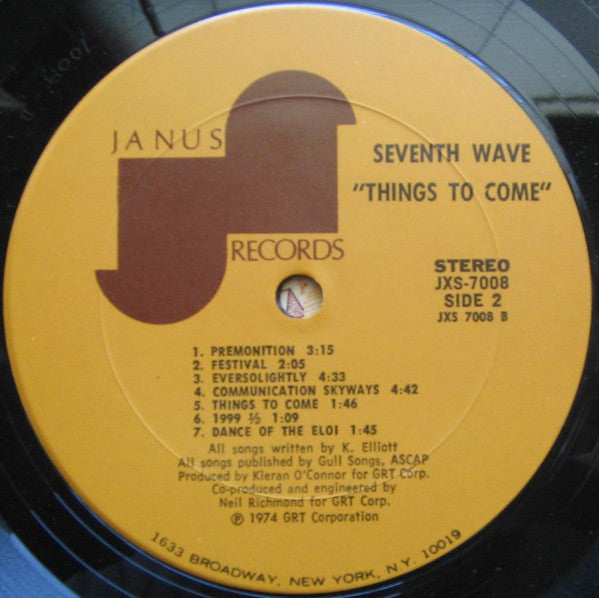 JANUS
RECORDS
SEVENTH WAVE
"THINGS TO COME"
STEREO
JXS-7008
SIDE 2
JXS 7008 B
1. PREMONITION 3:15
2. FESTIVAL 2:05
3. EVERSOLIGHTLY 4:33
4. COMMUNICATION SKYWAYS 4:42
5. THINGS TO COME 1:46
6. 1999 ½ 1:09
7. DANCE OF THE ELOI 1:45
All songs written by K. Elliott
All songs published by Gull Songs, ASCAP
Produced by Kieran O'Connor for GRT Corp.
Co-produced and engineered by
Neil Richmond for GRT Corp.
℗ 1974 GRT Corporation
1633 BROADWAY, NEW YORK, N.Y. 10019